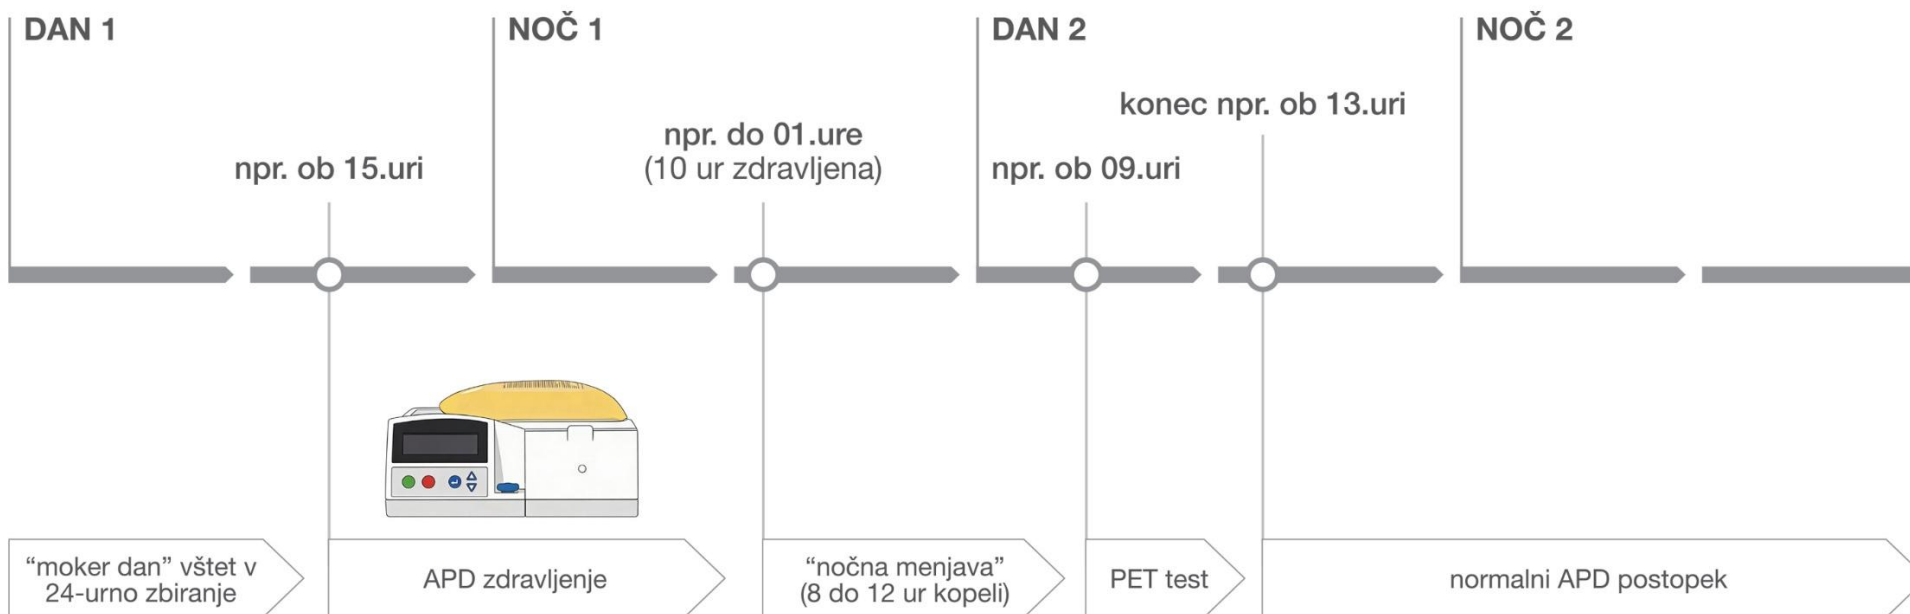 DAN 1
NOČ 1
DAN 2
NOČ 2
npr. ob 15.uri
npr. do 01.ure
(10 ur zdravljena)
npr. ob 09.uri
konec npr. ob 13.uri
“moker dan” vštet v
24-urno zbiranje
APD zdravljenje
“nočna menjava”
(8 do 12 ur kopeli)
PET test
normalni APD postopek